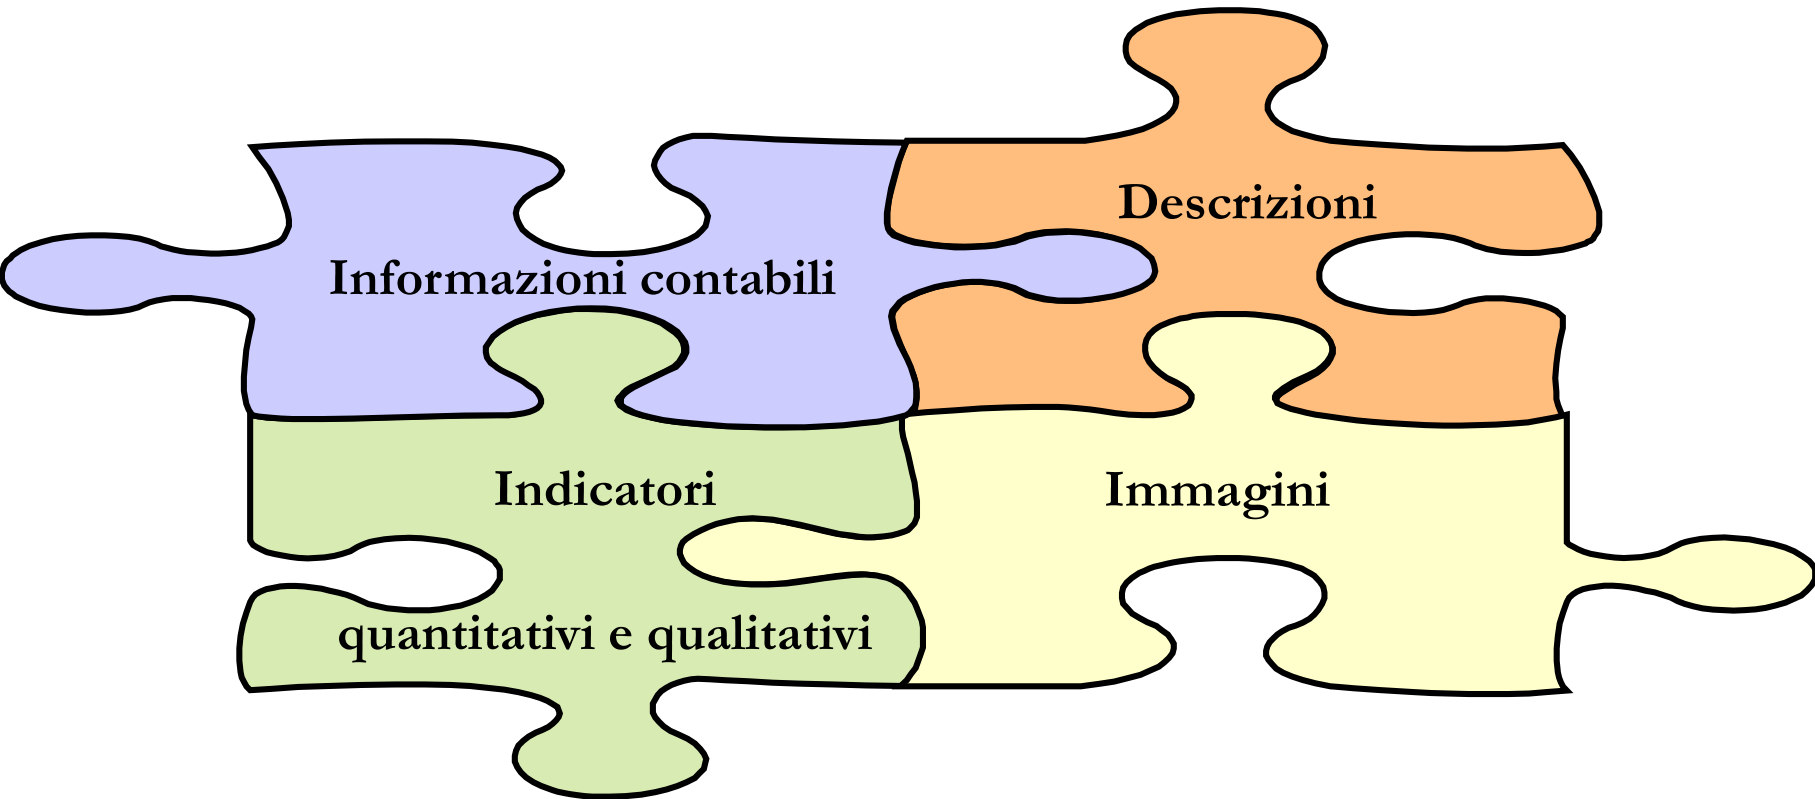 Descrizioni
Informazioni contabili
Indicatori
quantitativi e qualitativi
Immagini